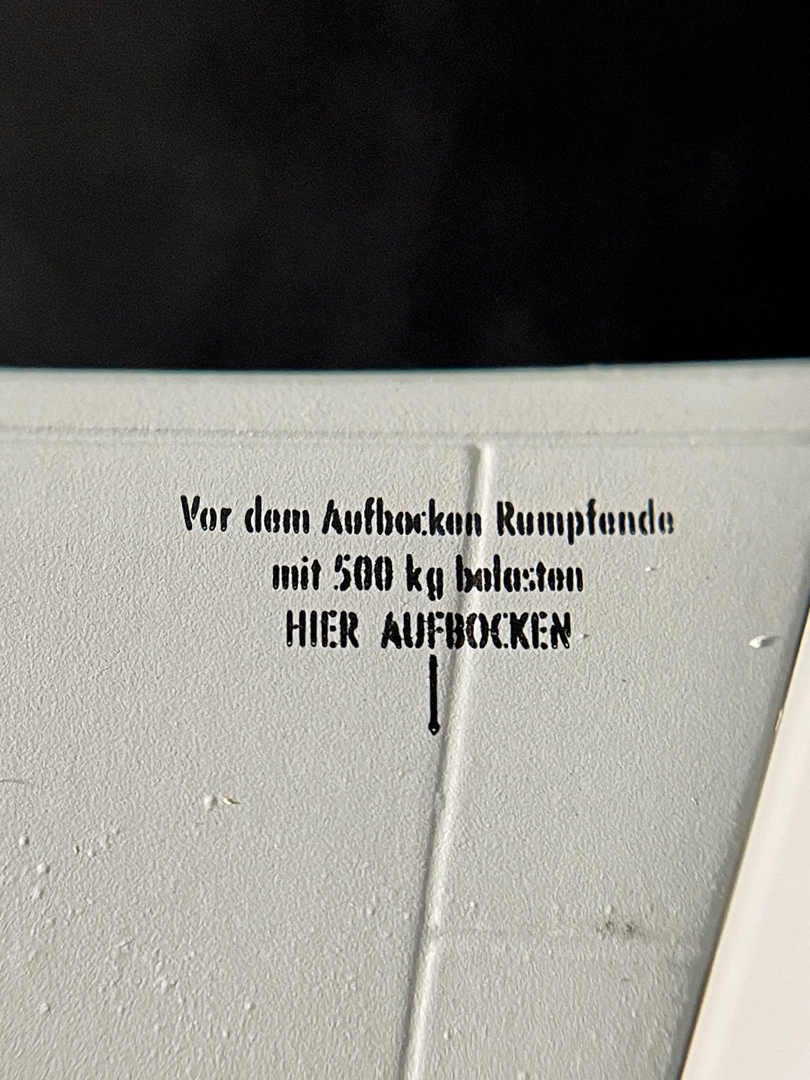 Vor dem Aufbocken Rumpfende
mit 500 kg belasten
HIER AUFBOCKEN